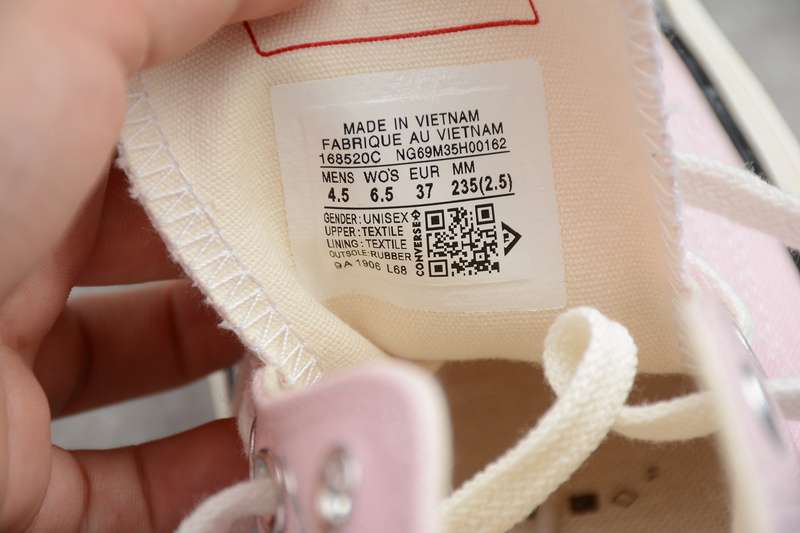 MADE IN VIETNAM
FABRIQUE AU VIETNAM
168520C NG69M35H00162
MENS WO'S EUR MM
4.5 6.5 37 235(2.5)
GENDER:UNISEX
UPPER:TEXTILE
LINING:TEXTILE
OUTSOLE:RUBBER
QA 1906 L68
CONVERSE